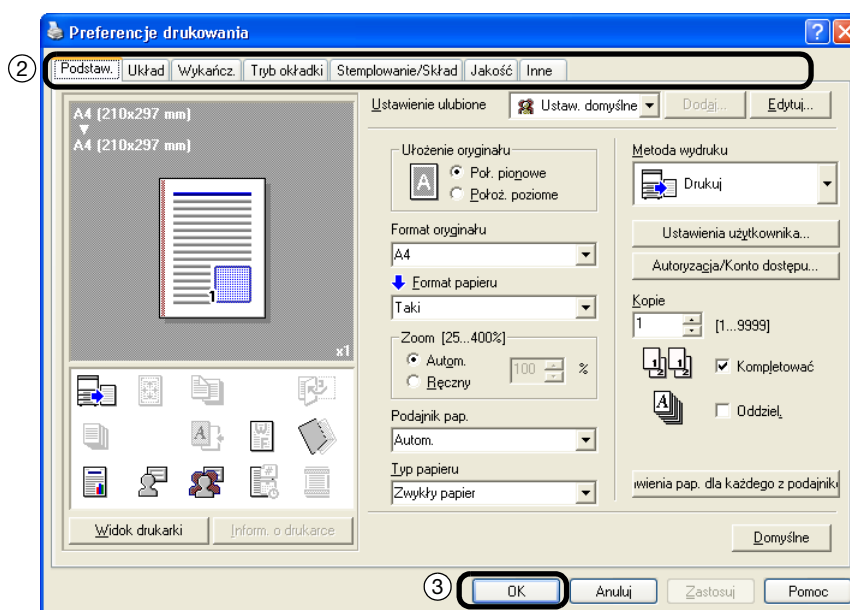 Preferencje drukowania
②
Podstaw. Układ Wykańcz. Tryb okładki Stemplowanie/Skład Jakość Inne
A4 (210x297 mm)
A4 (210x297 mm)
1
x1
Widok drukarki Inform. o drukarce
Ustawienie ulubione Ustaw. domyślne Dodaj... Edytuj...
Ułożenie oryginału
A
Poł. pionowe
Położ. poziome
Format oryginału
A4
Format papieru
Taki
Zoom [25...400%]
Autom.
Ręczny
100 %
Podajnik pap.
Autom.
Typ papieru
Zwykły papier
Metoda wydruku
Drukuj
Ustawienia użytkownika...
Autoryzacja/Konto dostępu...
Kopie
1 [1...9999]
Kompletować
Oddziel.
wienia pap. dla każdego z podajnik
Domyślne
③
OK Anuluj Zastosuj Pomoc